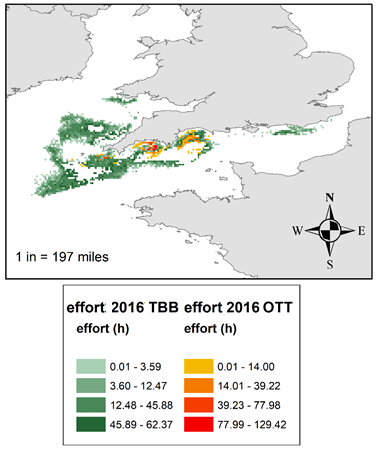 N
W E
S
1 in = 197 miles
effort 2016 TBB effort 2016 OTT
effort (h) effort (h)
0.01 - 3.59 0.01 - 14.00
3.60 - 12.47 14.01 - 39.22
12.48 - 45.88 39.23 - 77.98
45.89 - 62.37 77.99 - 129.42